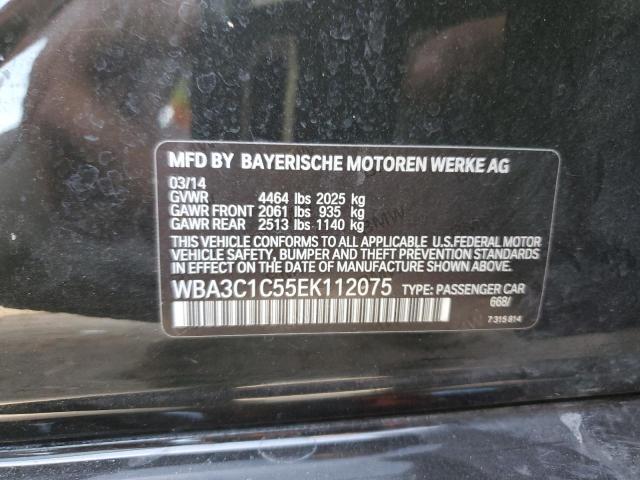 MFD BY BAYERISCHE MOTOREN WERKE AG
03/14
GVWR 4464 lbs 2025 kg
GAWR FRONT 2061 lbs 935 kg
GAWR REAR 2513 lbs 1140 kg
THIS VEHICLE CONFORMS TO ALL APPLICABLE U.S.FEDERAL MOTOR
VEHICLE SAFETY, BUMPER AND THEFT PREVENTION STANDARDS
IN EFFECT ON THE DATE OF MANUFACTURE SHOWN ABOVE.
WBA3C1C55EK112075 TYPE: PASSENGER CAR
668/
7 315 814